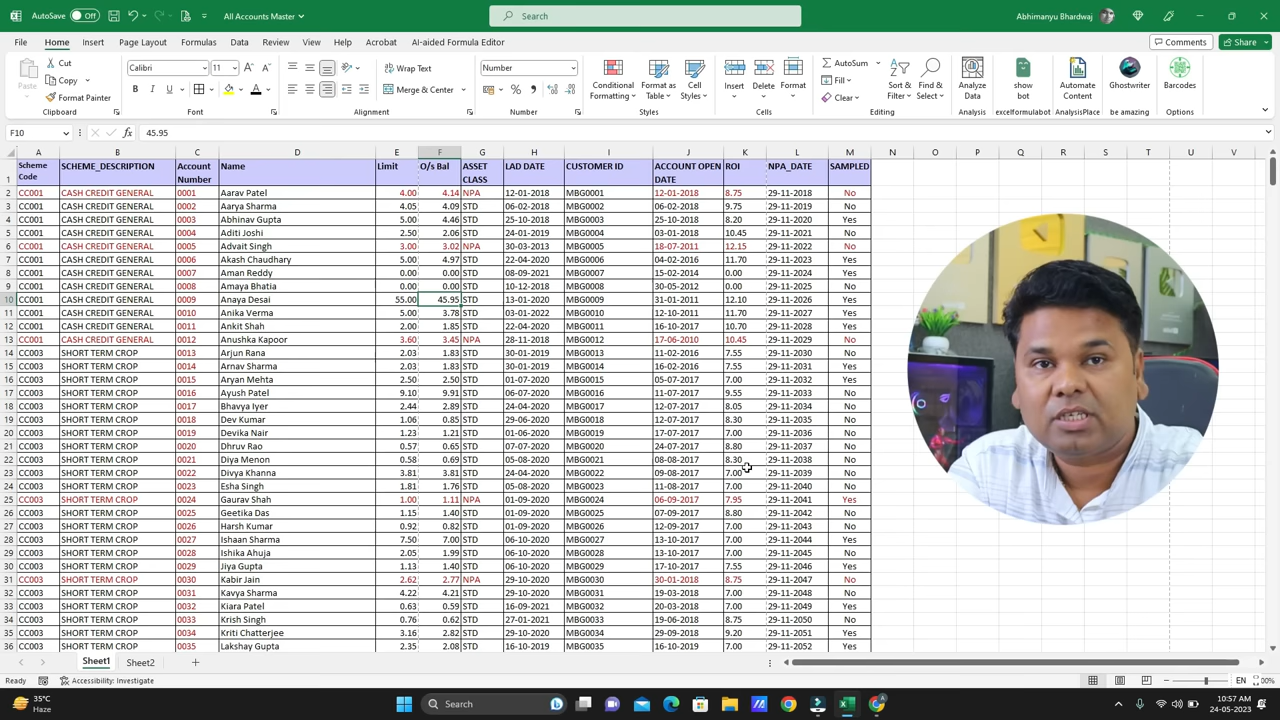 AutoSave Off All Accounts Master Search Abhimanyu Bhardwaj
File Home Insert Page Layout Formulas Data Review View Help Acrobat AI-aided Formula Editor Comments Share
Paste Cut Copy Format Painter Calibri 11 Wrap Text Merge & Center Number Conditional Formatting Format as Table Cell Styles Insert Delete Format AutoSum Fill Clear Sort & Filter Find & Select Analyze Data show bot Automate Content Ghostwriter Barcodes
Clipboard Font Alignment Number Styles Cells Editing Analysis excelformulabot AnalysisPlace be amazing Options
F10 fx 45.95
A B C D E F G H I J K L M N O P Q R S T U V
1 Scheme Code SCHEME_DESCRIPTION Account Number Name Limit O/s Bal ASSET CLASS LAD DATE CUSTOMER ID ACCOUNT OPEN DATE ROI NPA_DATE SAMPLED
2 CC001 CASH CREDIT GENERAL 0001 Aarav Patel 4.00 4.14 NPA 12-01-2018 MBG0001 12-01-2018 8.75 29-11-2018 No
3 CC001 CASH CREDIT GENERAL 0002 Aarya Sharma 4.05 4.09 STD 06-02-2018 MBG0002 06-02-2018 9.75 29-11-2019 No
4 CC001 CASH CREDIT GENERAL 0003 Abhinav Gupta 5.00 4.46 STD 25-10-2018 MBG0003 25-10-2018 8.20 29-11-2020 Yes
5 CC001 CASH CREDIT GENERAL 0004 Aditi Joshi 2.50 2.06 STD 24-01-2019 MBG0004 03-01-2018 10.45 29-11-2021 No
6 CC001 CASH CREDIT GENERAL 0005 Advait Singh 3.00 3.02 NPA 30-03-2013 MBG0005 18-07-2011 12.15 29-11-2022 No
7 CC001 CASH CREDIT GENERAL 0006 Akash Chaudhary 5.00 4.97 STD 22-04-2020 MBG0006 04-02-2016 11.70 29-11-2023 Yes
8 CC001 CASH CREDIT GENERAL 0007 Aman Reddy 0.00 0.00 STD 08-09-2021 MBG0007 15-02-2014 0.00 29-11-2024 No
9 CC001 CASH CREDIT GENERAL 0008 Amaya Bhatia 0.00 0.00 STD 10-12-2018 MBG0008 30-05-2012 0.00 29-11-2025 No
10 CC001 CASH CREDIT GENERAL 0009 Anaya Desai 55.00 45.95 STD 13-01-2020 MBG0009 31-01-2011 12.10 29-11-2026 Yes
11 CC001 CASH CREDIT GENERAL 0010 Anika Verma 5.00 3.78 STD 03-01-2022 MBG0010 12-10-2011 11.70 29-11-2027 Yes
12 CC001 CASH CREDIT GENERAL 0011 Ankit Shah 2.00 1.85 STD 22-04-2020 MBG0011 16-10-2017 10.70 29-11-2028 Yes
13 CC001 CASH CREDIT GENERAL 0012 Anushka Kapoor 3.60 3.45 NPA 28-11-2018 MBG0012 17-06-2010 10.45 29-11-2029 No
14 CC003 SHORT TERM CROP 0013 Arjun Rana 2.03 1.83 STD 30-01-2019 MBG0013 11-02-2016 7.55 29-11-2030 No
15 CC003 SHORT TERM CROP 0014 Arnav Sharma 2.03 1.83 STD 30-01-2019 MBG0014 16-02-2016 7.55 29-11-2031 Yes
16 CC003 SHORT TERM CROP 0015 Aryan Mehta 2.50 2.50 STD 01-07-2020 MBG0015 05-07-2017 7.00 29-11-2032 Yes
17 CC003 SHORT TERM CROP 0016 Ayush Patel 9.10 9.91 STD 06-07-2020 MBG0016 11-07-2017 9.55 29-11-2033 No
18 CC003 SHORT TERM CROP 0017 Bhavya Iyer 2.44 2.89 STD 24-04-2020 MBG0017 12-07-2017 8.05 29-11-2034 No
19 CC003 SHORT TERM CROP 0018 Dev Kumar 1.06 0.85 STD 29-06-2020 MBG0018 12-07-2017 8.30 29-11-2035 No
20 CC003 SHORT TERM CROP 0019 Devika Nair 1.23 1.21 STD 01-06-2020 MBG0019 17-07-2017 7.00 29-11-2036 No
21 CC003 SHORT TERM CROP 0020 Dhruv Rao 0.57 0.65 STD 07-07-2020 MBG0020 24-07-2017 8.80 29-11-2037 No
22 CC003 SHORT TERM CROP 0021 Diya Menon 0.58 0.69 STD 05-08-2020 MBG0021 08-08-2017 8.30 29-11-2038 No
23 CC003 SHORT TERM CROP 0022 Divya Khanna 3.81 3.81 STD 24-04-2020 MBG0022 09-08-2017 7.00 29-11-2039 No
24 CC003 SHORT TERM CROP 0023 Esha Singh 1.81 1.76 STD 05-08-2020 MBG0023 11-08-2017 7.00 29-11-2040 No
25 CC003 SHORT TERM CROP 0024 Gaurav Shah 1.00 1.11 NPA 01-09-2020 MBG0024 06-09-2017 7.95 29-11-2041 Yes
26 CC003 SHORT TERM CROP 0025 Geetika Das 1.15 1.40 STD 01-09-2020 MBG0025 07-09-2017 8.80 29-11-2042 No
27 CC003 SHORT TERM CROP 0026 Harsh Kumar 0.92 0.82 STD 01-09-2020 MBG0026 12-09-2017 7.00 29-11-2043 No
28 CC003 SHORT TERM CROP 0027 Ishaan Sharma 7.50 7.00 STD 06-10-2020 MBG0027 13-10-2017 7.00 29-11-2044 Yes
29 CC003 SHORT TERM CROP 0028 Ishika Ahuja 2.05 1.99 STD 06-10-2020 MBG0028 13-10-2017 7.00 29-11-2045 No
30 CC003 SHORT TERM CROP 0029 Jiya Gupta 1.13 1.40 STD 06-10-2020 MBG0029 17-10-2017 7.55 29-11-2046 Yes
31 CC003 SHORT TERM CROP 0030 Kabir Jain 2.62 2.77 NPA 29-10-2020 MBG0030 30-01-2018 8.75 29-11-2047 No
32 CC003 SHORT TERM CROP 0031 Kavya Sharma 4.22 4.21 STD 29-10-2020 MBG0031 19-03-2018 7.00 29-11-2048 No
33 CC003 SHORT TERM CROP 0032 Kiara Patel 0.63 0.59 STD 16-09-2021 MBG0032 20-03-2018 7.00 29-11-2049 Yes
34 CC003 SHORT TERM CROP 0033 Krish Singh 0.76 0.62 STD 27-01-2021 MBG0033 19-06-2018 8.75 29-11-2050 No
35 CC003 SHORT TERM CROP 0034 Kriti Chatterjee 3.16 2.82 STD 29-10-2020 MBG0034 29-09-2018 9.20 29-11-2051 Yes
36 CC003 SHORT TERM CROP 0035 Lakshay Gupta 2.35 2.08 STD 16-10-2019 MBG0035 16-10-2019 7.00 29-11-2052 Yes
Sheet1 Sheet2
Ready Accessibility: Investigate EN
35°C Haze Search 10:57 AM 24-05-2023